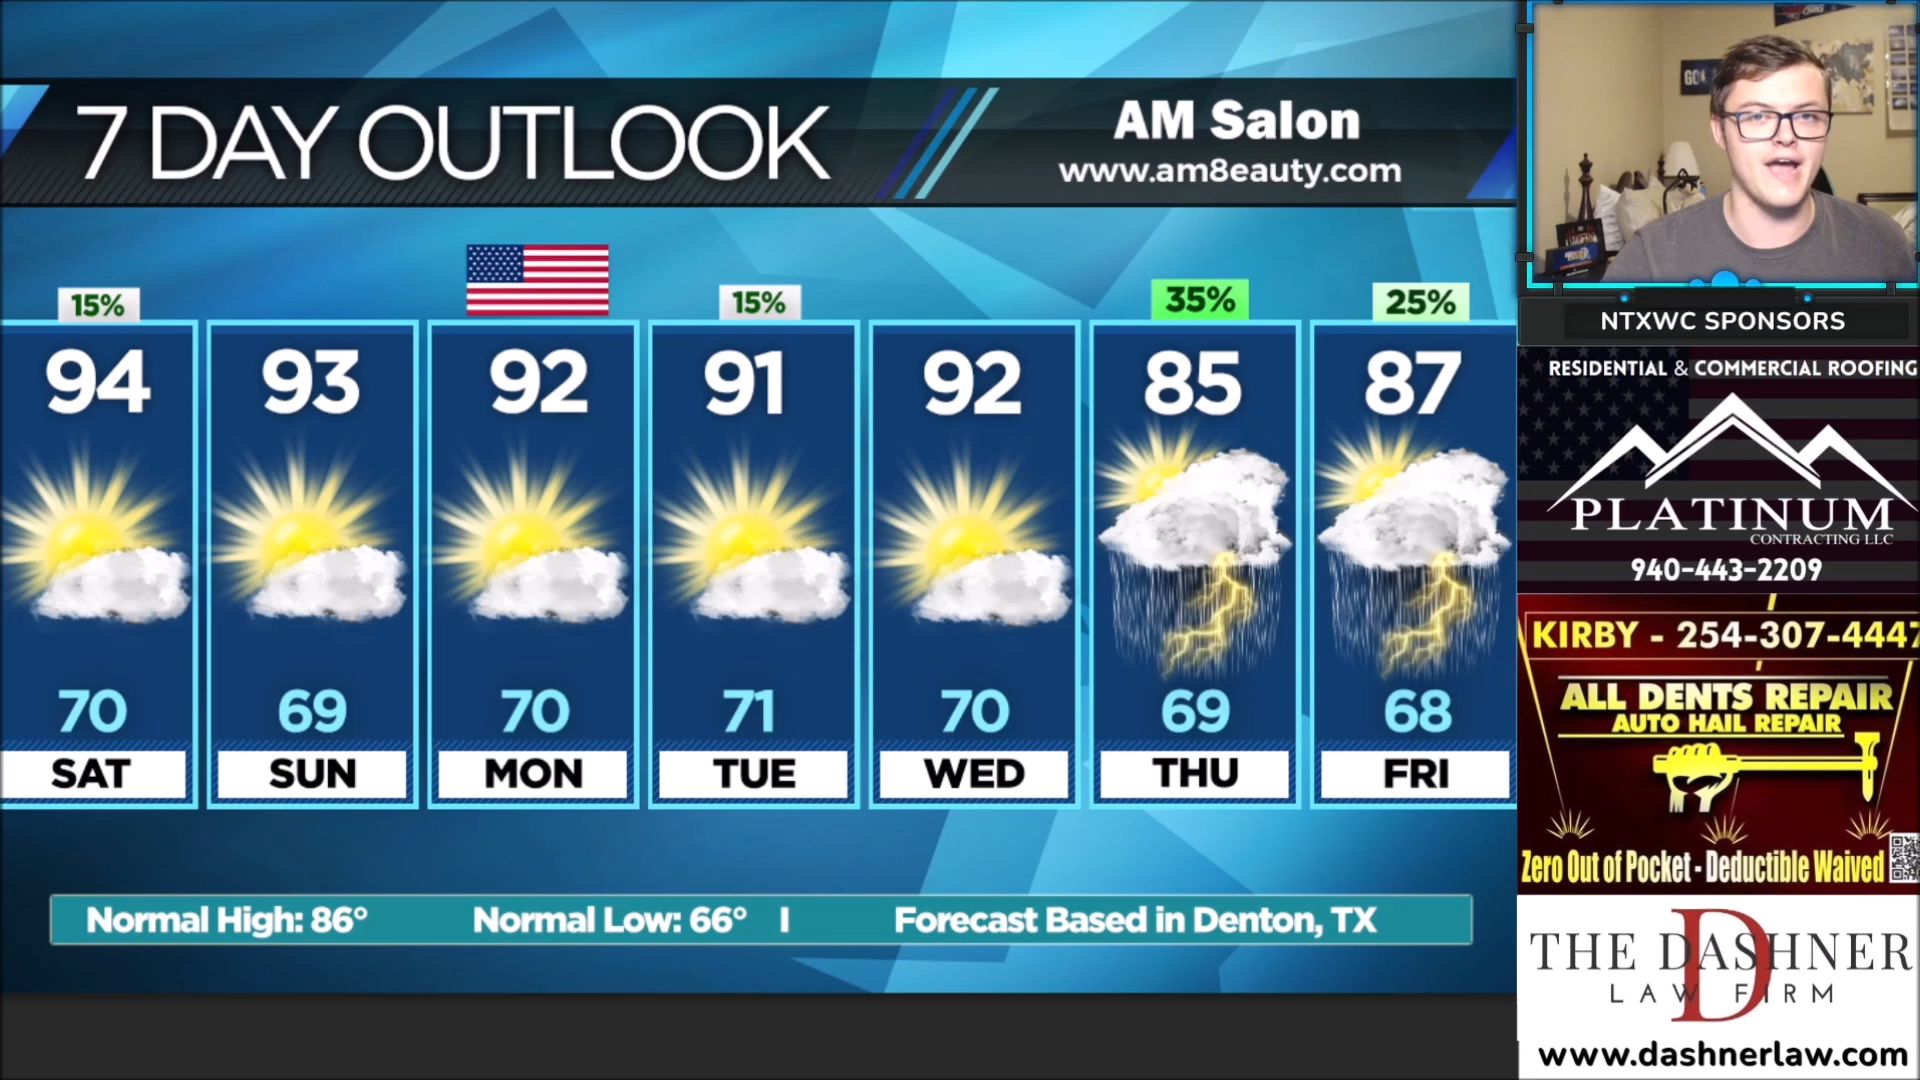 7 DAY OUTLOOK
AM Salon
www.am8eauty.com
15%
15%
35%
25%
94
93
92
91
92
85
87
70
69
70
71
70
69
68
SAT
SUN
MON
TUE
WED
THU
FRI
Normal High: 86° Normal Low: 66° | Forecast Based in Denton, TX
NTXWC SPONSORS
RESIDENTIAL & COMMERCIAL ROOFING
PLATINUM
CONTRACTING LLC
940-443-2209
KIRBY - 254-307-4447
ALL DENTS REPAIR
AUTO HAIL REPAIR
Zero Out of Pocket - Deductible Waived
THE DASHNER
LAW FIRM
D
www.dashnerlaw.com